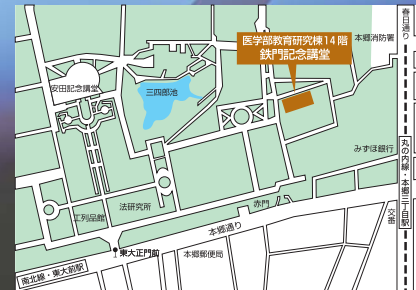 春日通り
医学部教育研究棟14階
鉄門記念講堂
本郷消防署
安田記念講堂
三四郎池
みずほ銀行
丸の内線・本郷三丁目駅
法研究所
工列品館
赤門
交番
本郷通り
東大正門前
本郷郵便局
南北線・東大前駅